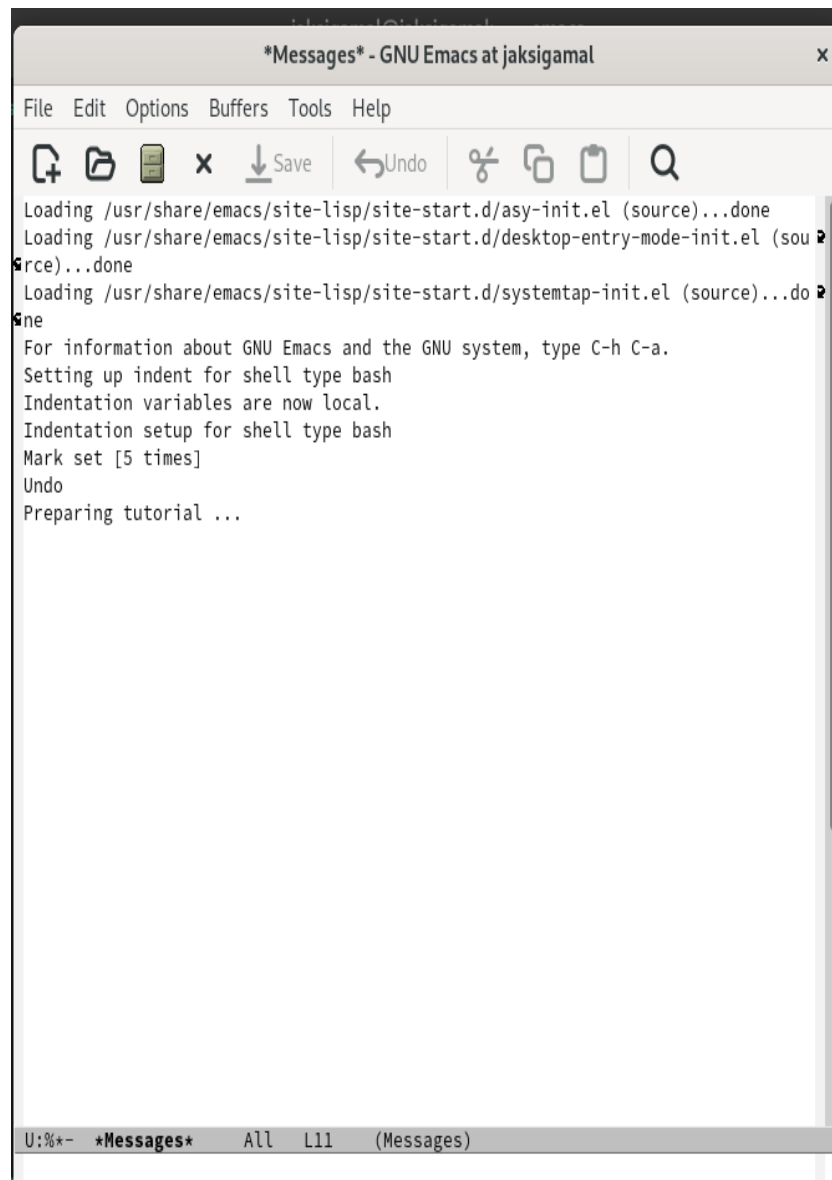 *Messages* - GNU Emacs at jaksigamal
x
File Edit Options Buffers Tools Help
Save Undo
Loading /usr/share/emacs/site-lisp/site-start.d/asy-init.el (source)...done
Loading /usr/share/emacs/site-lisp/site-start.d/desktop-entry-mode-init.el (sou
rce)...done
Loading /usr/share/emacs/site-lisp/site-start.d/systemtap-init.el (source)...do
ne
For information about GNU Emacs and the GNU system, type C-h C-a.
Setting up indent for shell type bash
Indentation variables are now local.
Indentation setup for shell type bash
Mark set [5 times]
Undo
Preparing tutorial ...
U:%*- *Messages* All L11 (Messages)